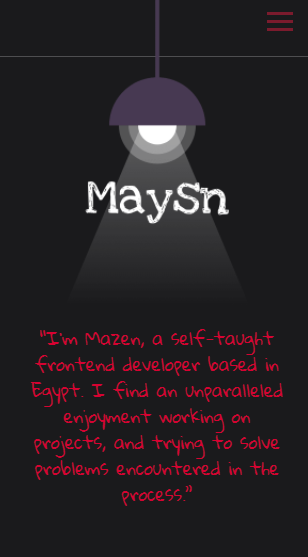 MaySn
"I'm Mazen, a self-taught
frontend developer based in
Egypt. I find an unparalleled
enjoyment working on
projects, and trying to solve
problems encountered in the
process."